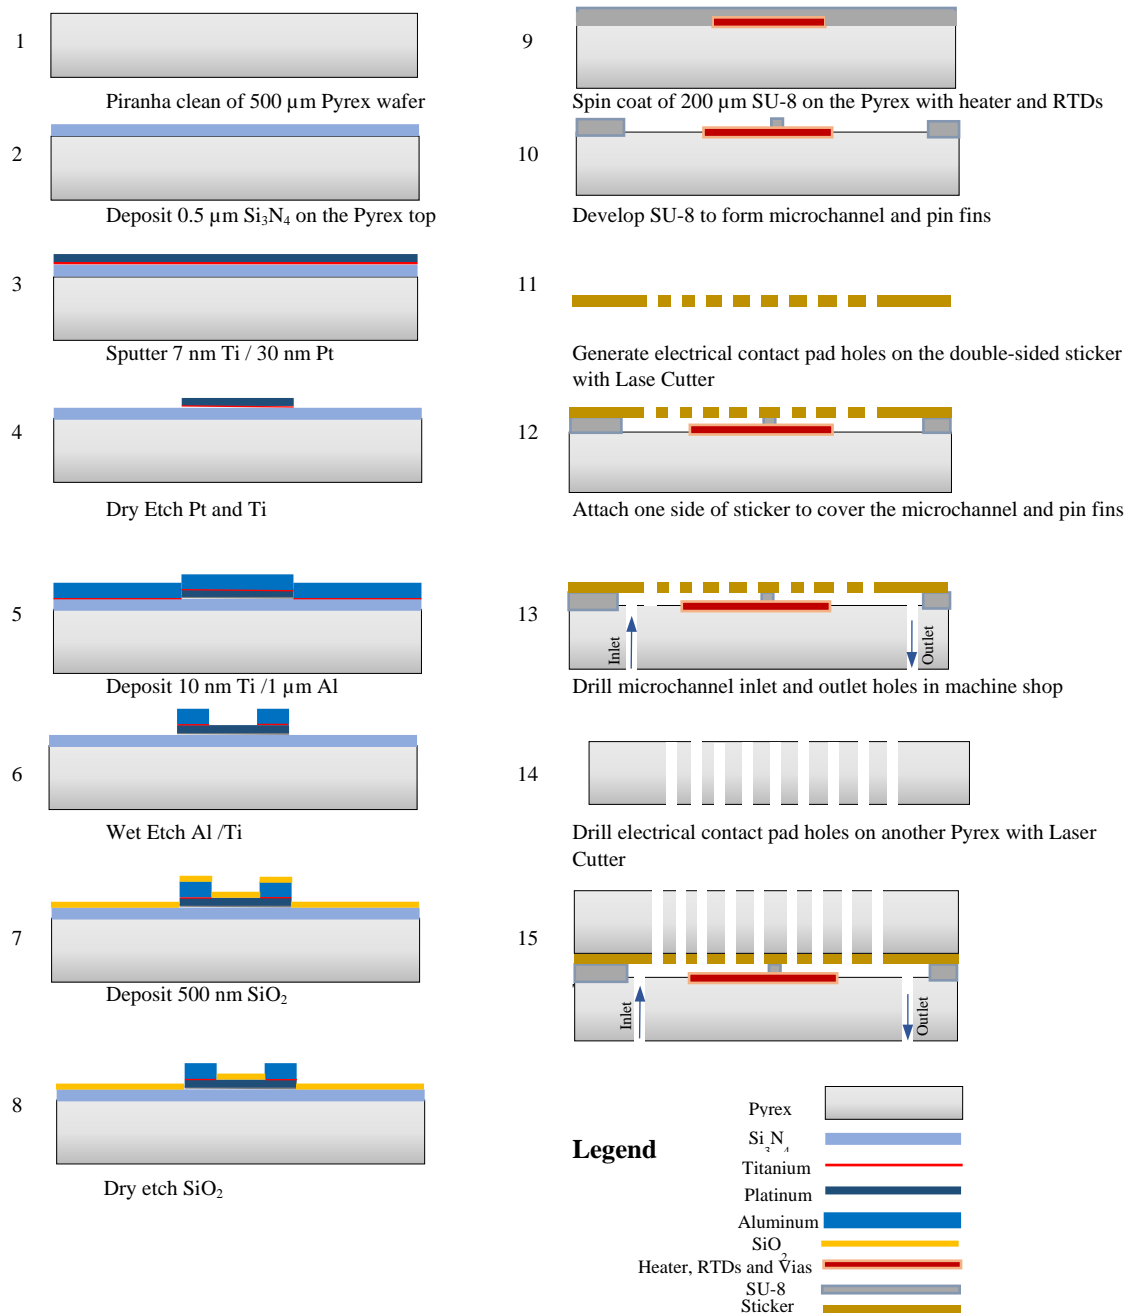 1
Piranha clean of 500 µm Pyrex wafer
2
Deposit 0.5 µm Si₃N₄ on the Pyrex top
3
Sputter 7 nm Ti / 30 nm Pt
4
Dry Etch Pt and Ti
5
Deposit 10 nm Ti /1 µm Al
6
Wet Etch Al /Ti
7
Deposit 500 nm SiO₂
8
Dry etch SiO₂
9
Spin coat of 200 µm SU-8 on the Pyrex with heater and RTDs
10
Develop SU-8 to form microchannel and pin fins
11
Generate electrical contact pad holes on the double-sided sticker
with Lase Cutter
12
Attach one side of sticker to cover the microchannel and pin fins
13
Inlet
Outlet
Drill microchannel inlet and outlet holes in machine shop
14
Drill electrical contact pad holes on another Pyrex with Laser
Cutter
15
Inlet
Outlet
Legend
Pyrex
Si₃N₄
Titanium
Platinum
Aluminum
SiO₂
Heater, RTDs and Vias
SU-8
Sticker